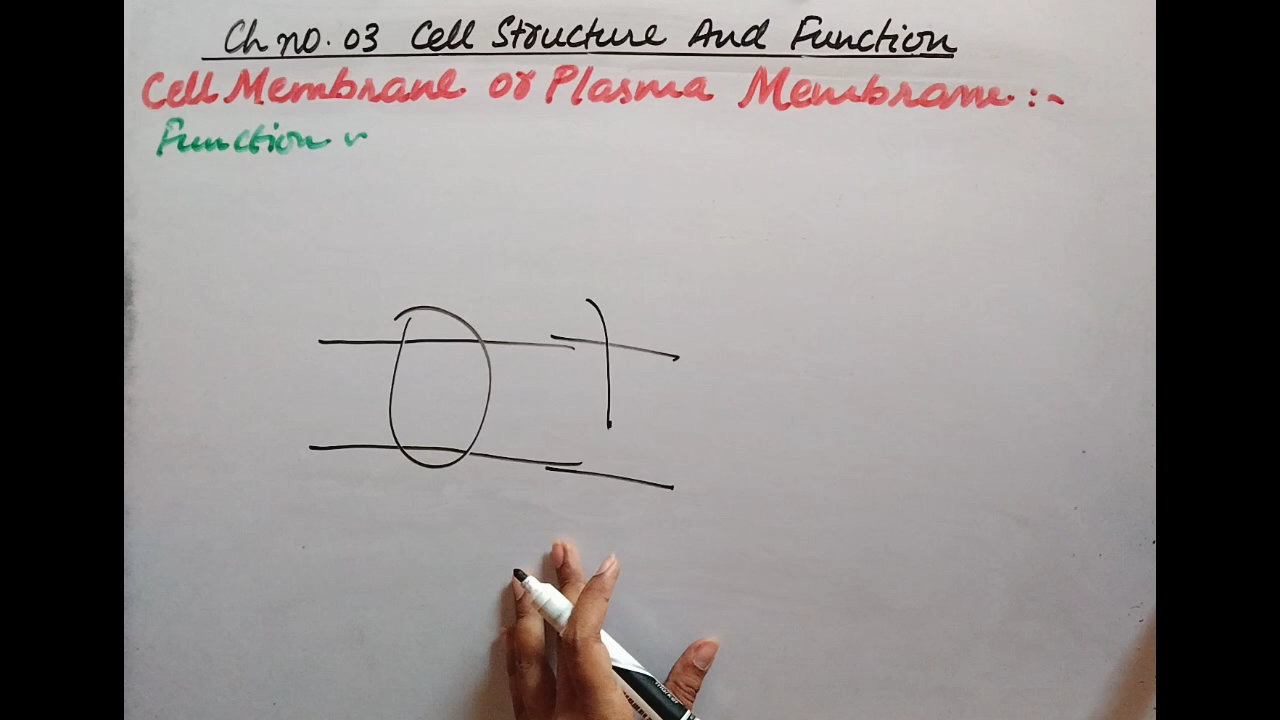 Ch no. 03 Cell Structure And Function
Cell Membrane or Plasma Membrane :-
Function